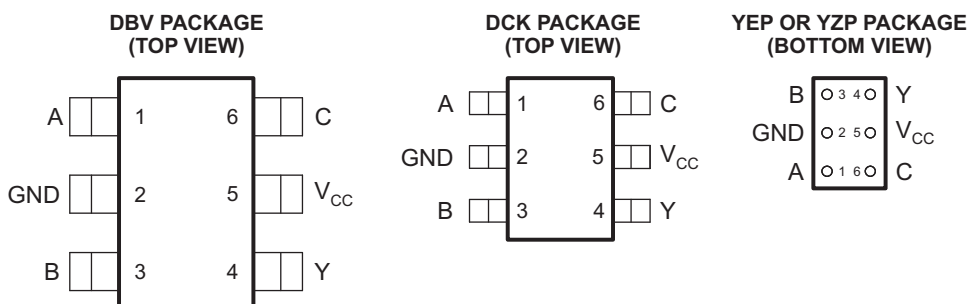 DBV PACKAGE
(TOP VIEW)
A 1 6 C
GND 2 5 VCC
B 3 4 Y
DCK PACKAGE
(TOP VIEW)
A 1 6 C
GND 2 5 VCC
B 3 4 Y
YEP OR YZP PACKAGE
(BOTTOM VIEW)
B 3 4 Y
GND 2 5 VCC
A 1 6 C